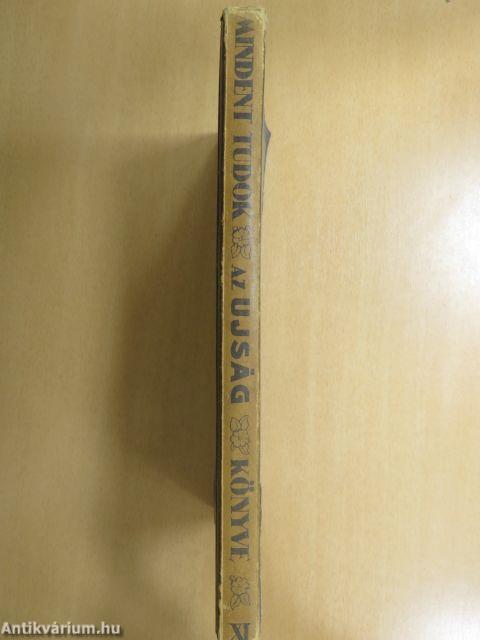 MINDENT TUDOK AZ UJSÁG KÖNYVE
Antikvárium.hu